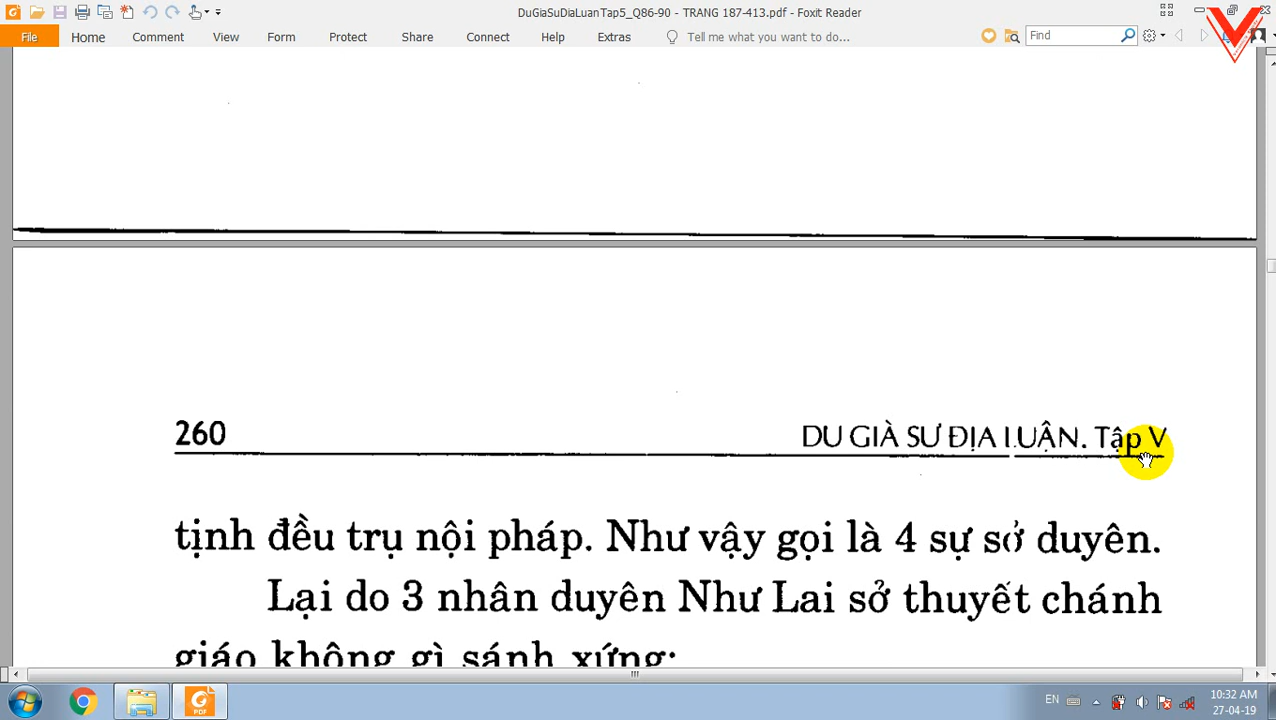 DuGiaSuDiaLuanTap5_Q86-90 - TRANG 187-413.pdf - Foxit Reader
File Home Comment View Form Protect Share Connect Help Extras Tell me what you want to do... Find
260 DU GIÀ SƯ ĐỊA LUẬN. Tập V
tịnh đều trụ nội pháp. Như vậy gọi là 4 sự sở duyên.
Lại do 3 nhân duyên Như Lai sở thuyết chánh
giáo không gì sánh xứng:
PDF
EN 10:32 AM
27-04-19